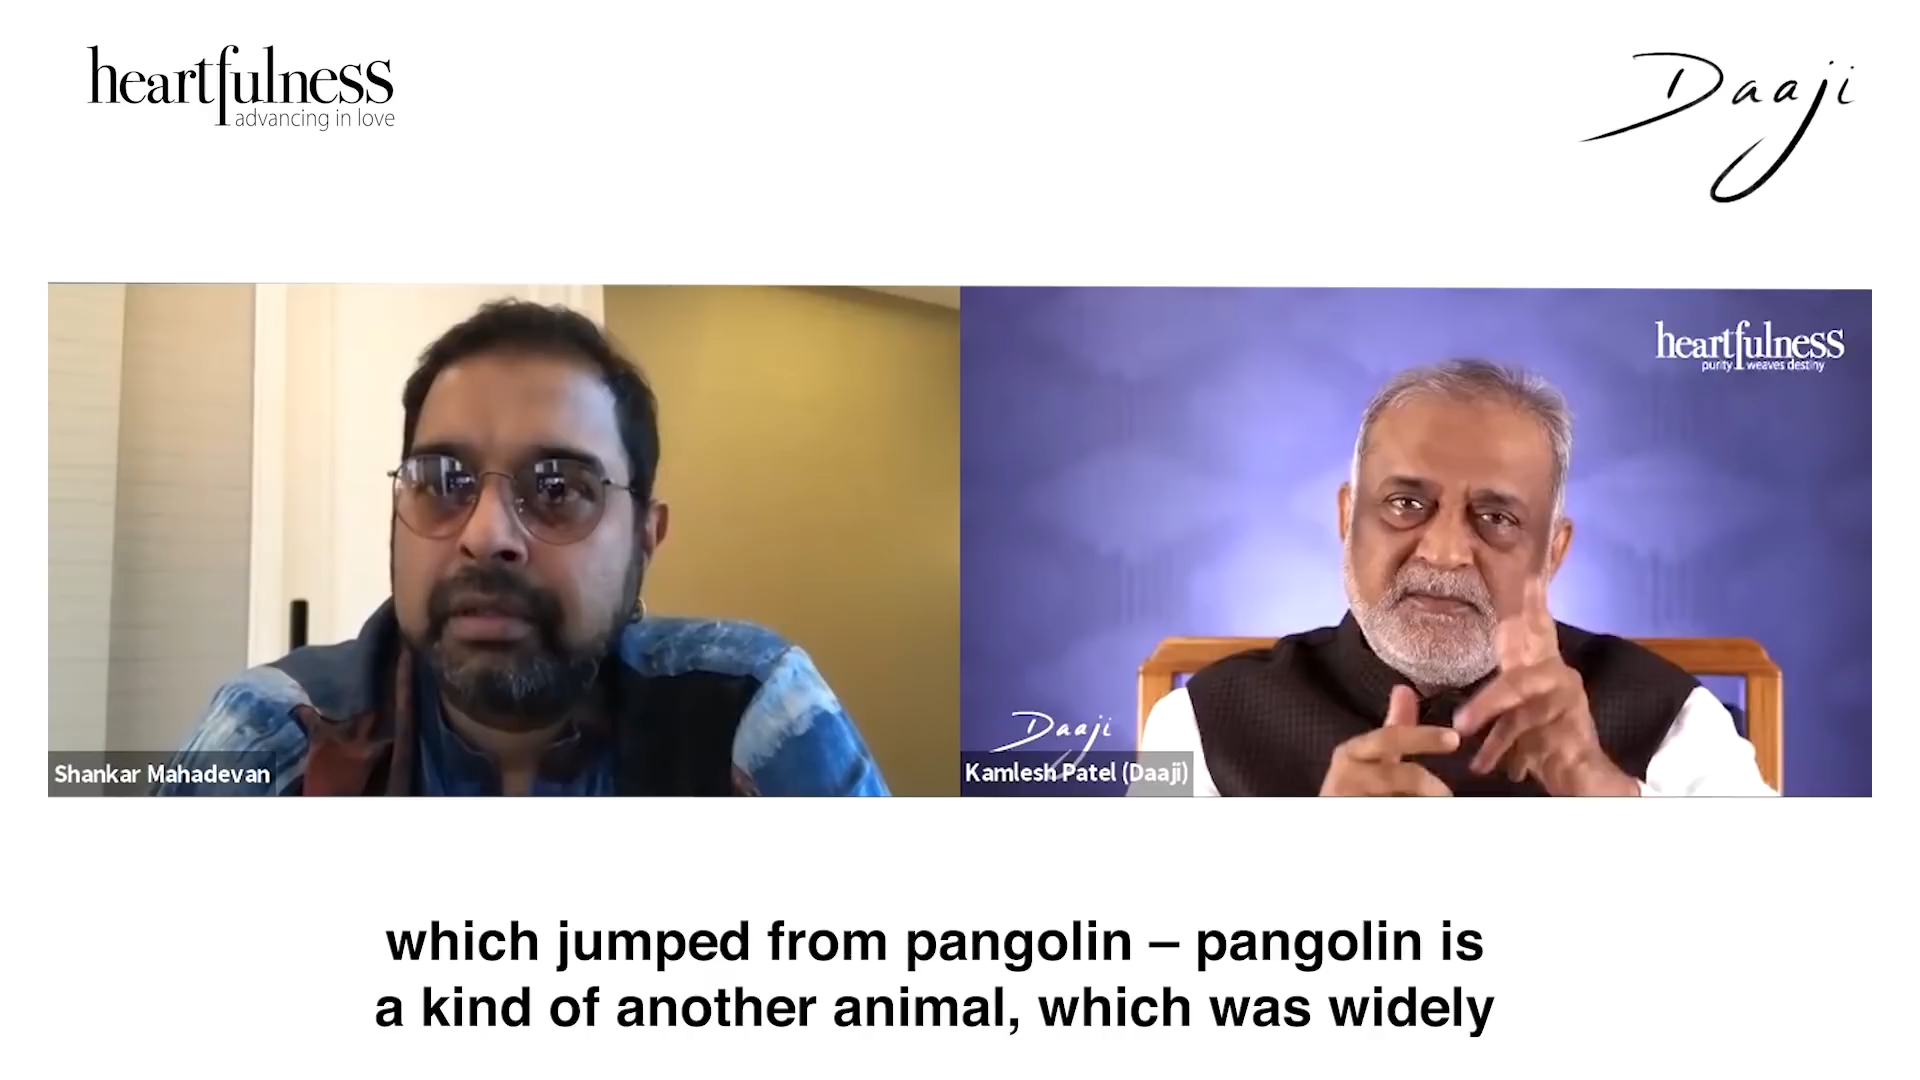 heartfulness
advancing in love
Daaji
heartfulness
purity weaves destiny
Daaji
Shankar Mahadevan
Kamlesh Patel (Daaji)
which jumped from pangolin – pangolin is
a kind of another animal, which was widely